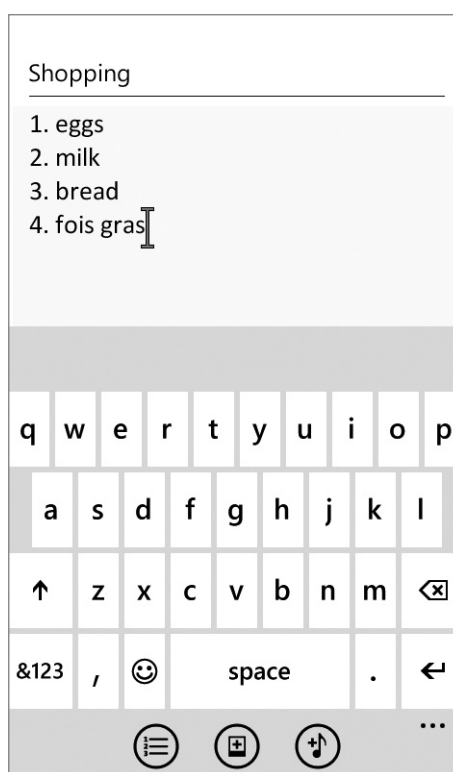 Shopping
1. eggs
2. milk
3. bread
4. fois gras
q w e r t y u i o p
a s d f g h j k l
z x c v b n m
&123 , space .
...